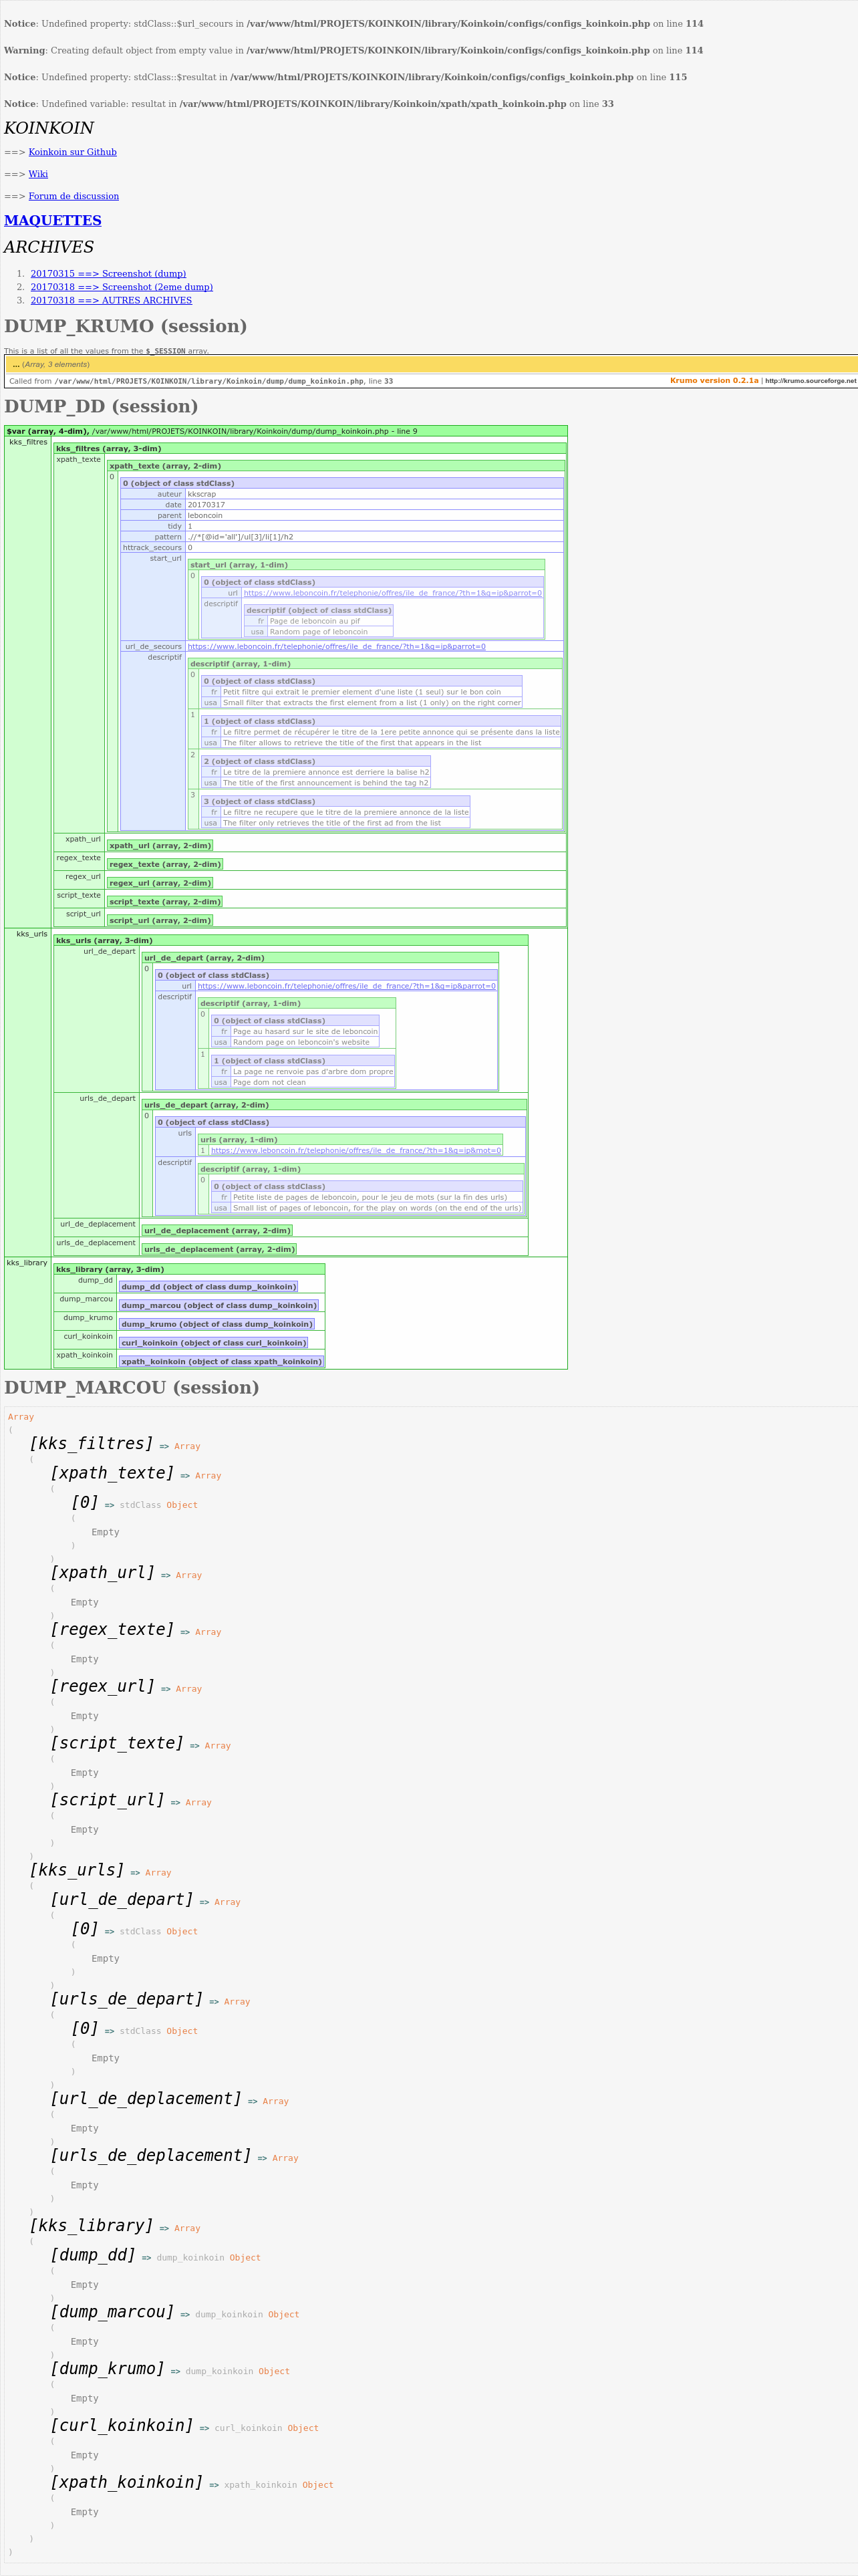 Notice: Undefined property: stdClass::$url_secours in /var/www/html/PROJETS/KOINKOIN/library/Koinkoin/configs/configs_koinkoin.php on line 114
Warning: Creating default object from empty value in /var/www/html/PROJETS/KOINKOIN/library/Koinkoin/configs/configs_koinkoin.php on line 114
Notice: Undefined property: stdClass::$resultat in /var/www/html/PROJETS/KOINKOIN/library/Koinkoin/configs/configs_koinkoin.php on line 115
Notice: Undefined variable: resultat in /var/www/html/PROJETS/KOINKOIN/library/Koinkoin/xpath/xpath_koinkoin.php on line 33
KOINKOIN
==> Koinkoin sur Github
==> Wiki
==> Forum de discussion
MAQUETTES
ARCHIVES
1. 20170315 ==> Screenshot (dump)
2. 20170318 ==> Screenshot (2eme dump)
3. 20170318 ==> AUTRES ARCHIVES
DUMP_KRUMO (session)
This is a list of all the values from the $_SESSION array.
... (Array, 3 elements)
Called from /var/www/html/PROJETS/KOINKOIN/library/Koinkoin/dump/dump_koinkoin.php, line 33 Krumo version 0.2.1a | http://krumo.sourceforge.net
DUMP_DD (session)
$var (array, 4-dim), /var/www/html/PROJETS/KOINKOIN/library/Koinkoin/dump/dump_koinkoin.php - line 9
kks_filtres
kks_filtres (array, 3-dim)
xpath_texte
xpath_texte (array, 2-dim)
0
0 (object of class stdClass)
auteur kkscrap
date 20170317
parent leboncoin
tidy 1
pattern .//*[@id='all']/ul[3]/li[1]/h2
httrack_secours 0
start_url
start_url (array, 1-dim)
0
0 (object of class stdClass)
url https://www.leboncoin.fr/telephonie/offres/ile_de_france/?th=1&q=ip&parrot=0
descriptif
descriptif (object of class stdClass)
fr Page de leboncoin au pif
usa Random page of leboncoin
url_de_secours https://www.leboncoin.fr/telephonie/offres/ile_de_france/?th=1&q=ip&parrot=0
descriptif
descriptif (array, 1-dim)
0
0 (object of class stdClass)
fr Petit filtre qui extrait le premier element d'une liste (1 seul) sur le bon coin
usa Small filter that extracts the first element from a list (1 only) on the right corner
1
1 (object of class stdClass)
fr Le filtre permet de récupérer le titre de la 1ere petite annonce qui se présente dans la liste
usa The filter allows to retrieve the title of the first that appears in the list
2
2 (object of class stdClass)
fr Le titre de la premiere annonce est derriere la balise h2
usa The title of the first announcement is behind the tag h2
3
3 (object of class stdClass)
fr Le filtre ne recupere que le titre de la premiere annonce de la liste
usa The filter only retrieves the title of the first ad from the list
xpath_url
xpath_url (array, 2-dim)
regex_texte
regex_texte (array, 2-dim)
regex_url
regex_url (array, 2-dim)
script_texte
script_texte (array, 2-dim)
script_url
script_url (array, 2-dim)
kks_urls
kks_urls (array, 3-dim)
url_de_depart
url_de_depart (array, 2-dim)
0
0 (object of class stdClass)
url https://www.leboncoin.fr/telephonie/offres/ile_de_france/?th=1&q=ip&parrot=0
descriptif
descriptif (array, 1-dim)
0
0 (object of class stdClass)
fr Page au hasard sur le site de leboncoin
usa Random page on leboncoin's website
1
1 (object of class stdClass)
fr La page ne renvoie pas d'arbre dom propre
usa Page dom not clean
urls_de_depart
urls_de_depart (array, 2-dim)
0
0 (object of class stdClass)
urls
urls (array, 1-dim)
1 https://www.leboncoin.fr/telephonie/offres/ile_de_france/?th=1&q=ip&mot=0
descriptif
descriptif (array, 1-dim)
0
0 (object of class stdClass)
fr Petite liste de pages de leboncoin, pour le jeu de mots (sur la fin des urls)
usa Small list of pages of leboncoin, for the play on words (on the end of the urls)
url_de_deplacement
url_de_deplacement (array, 2-dim)
urls_de_deplacement
urls_de_deplacement (array, 2-dim)
kks_library
kks_library (array, 3-dim)
dump_dd
dump_dd (object of class dump_koinkoin)
dump_marcou
dump_marcou (object of class dump_koinkoin)
dump_krumo
dump_krumo (object of class dump_koinkoin)
curl_koinkoin
curl_koinkoin (object of class curl_koinkoin)
xpath_koinkoin
xpath_koinkoin (object of class xpath_koinkoin)
DUMP_MARCOU (session)
Array
(
[kks_filtres] => Array
(
[xpath_texte] => Array
(
[0] => stdClass Object
(
Empty
)
)
[xpath_url] => Array
(
Empty
)
[regex_texte] => Array
(
Empty
)
[regex_url] => Array
(
Empty
)
[script_texte] => Array
(
Empty
)
[script_url] => Array
(
Empty
)
)
[kks_urls] => Array
(
[url_de_depart] => Array
(
[0] => stdClass Object
(
Empty
)
)
[urls_de_depart] => Array
(
[0] => stdClass Object
(
Empty
)
)
[url_de_deplacement] => Array
(
Empty
)
[urls_de_deplacement] => Array
(
Empty
)
)
[kks_library] => Array
(
[dump_dd] => dump_koinkoin Object
(
Empty
)
[dump_marcou] => dump_koinkoin Object
(
Empty
)
[dump_krumo] => dump_koinkoin Object
(
Empty
)
[curl_koinkoin] => curl_koinkoin Object
(
Empty
)
[xpath_koinkoin] => xpath_koinkoin Object
(
Empty
)
)
)